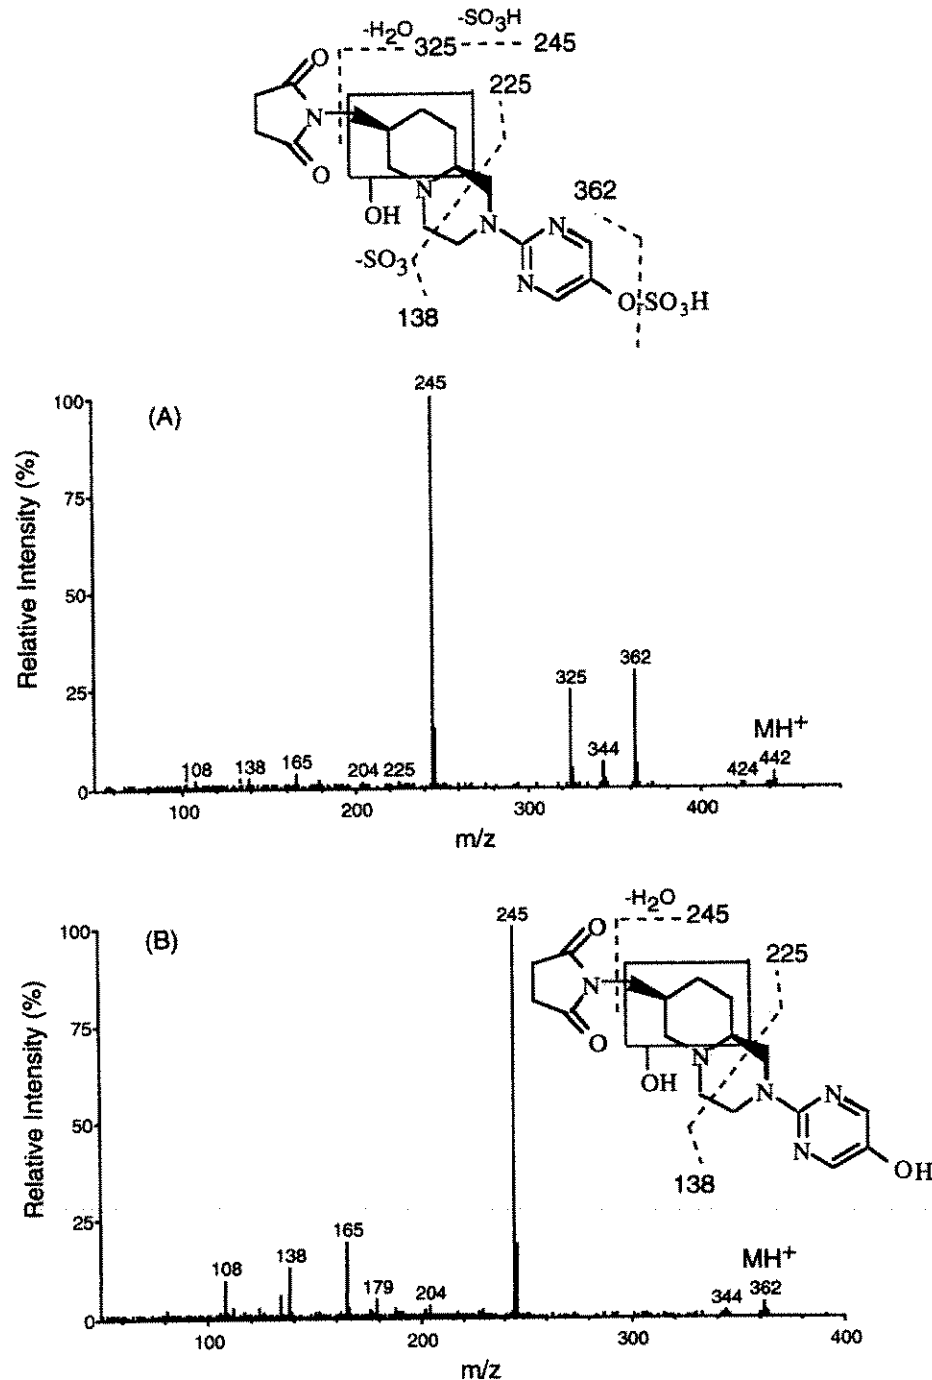 -H₂O -SO₃H
325 245
225
O
N
O
N
OH
362
N
N
N
-SO₃
OSO₃H
138
245
100
(A)
75
50
25
0
Relative Intensity (%)
362
325
344
MH⁺
442
424
108 138 165 204 225
100 200 300 400
m/z
245
-H₂O
245
225
O
N
O
N
OH
N
N
N
OH
138
100
(B)
75
50
25
0
Relative Intensity (%)
165
138
108
179
204
MH⁺
362
344
100 200 300 400
m/z